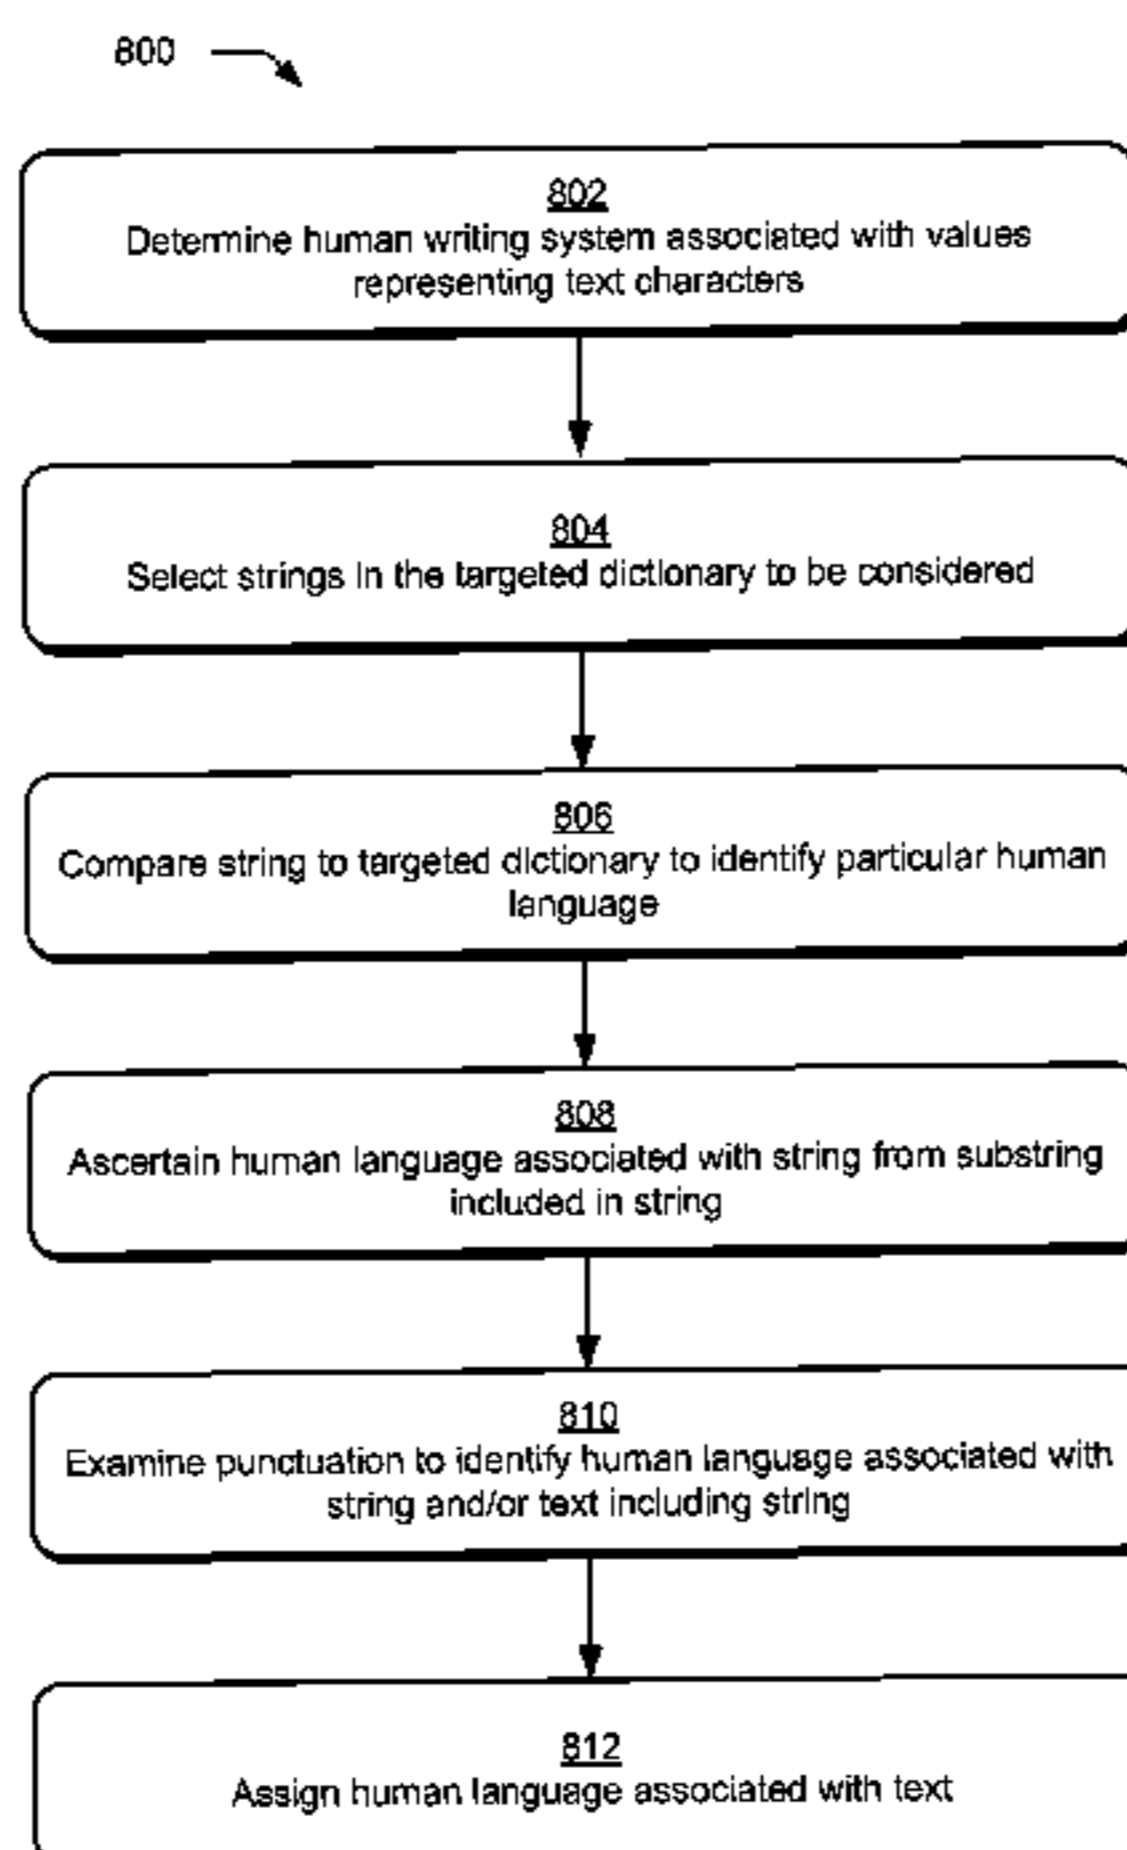 800
802
Determine human writing system associated with values
representing text characters
804
Select strings in the targeted dictionary to be considered
806
Compare string to targeted dictionary to identify particular human
language
808
Ascertain human language associated with string from substring
included in string
810
Examine punctuation to identify human language associated with
string and/or text including string
812
Assign human language associated with text